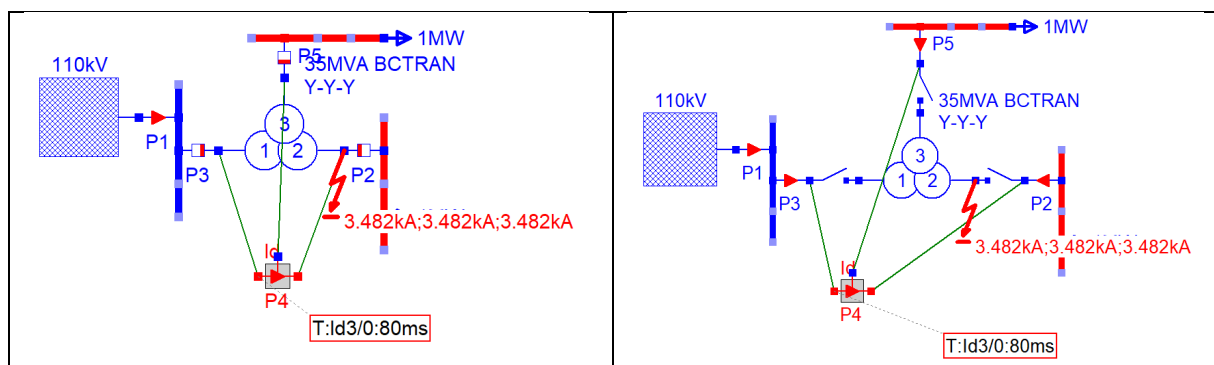 1MW
P5
35MVA BCTRAN
Y-Y-Y
110kV
3
1
2
P1
P3
P2
3.482kA;3.482kA;3.482kA
Id
P4
T:Id3/0:80ms
1MW
P5
35MVA BCTRAN
Y-Y-Y
110kV
3
1
2
P1
P3
P2
3.482kA;3.482kA;3.482kA
Id
P4
T:Id3/0:80ms